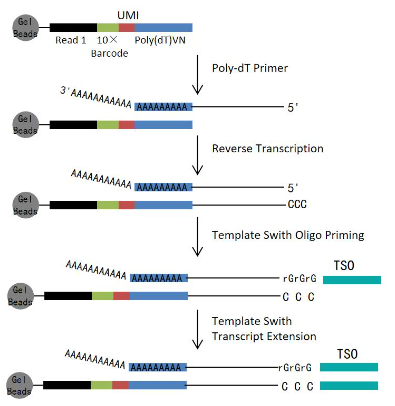 UMI
Gel Beads
Read 1 10× Poly(dT)VN
Barcode
Poly-dT Primer
3'AAAAAAAAAAA AAAAAAAAA 5'
Gel Beads
Reverse Transcription
AAAAAAAAAAA AAAAAAAAA 5'
Gel Beads CCC
Template Swith Oligo Priming
TSO
AAAAAAAAAAA AAAAAAAAA rGrGrG
Gel Beads C C C
Template Swith
Transcript Extension
TSO
AAAAAAAAAAA AAAAAAAAA rGrGrG
Gel Beads C C C